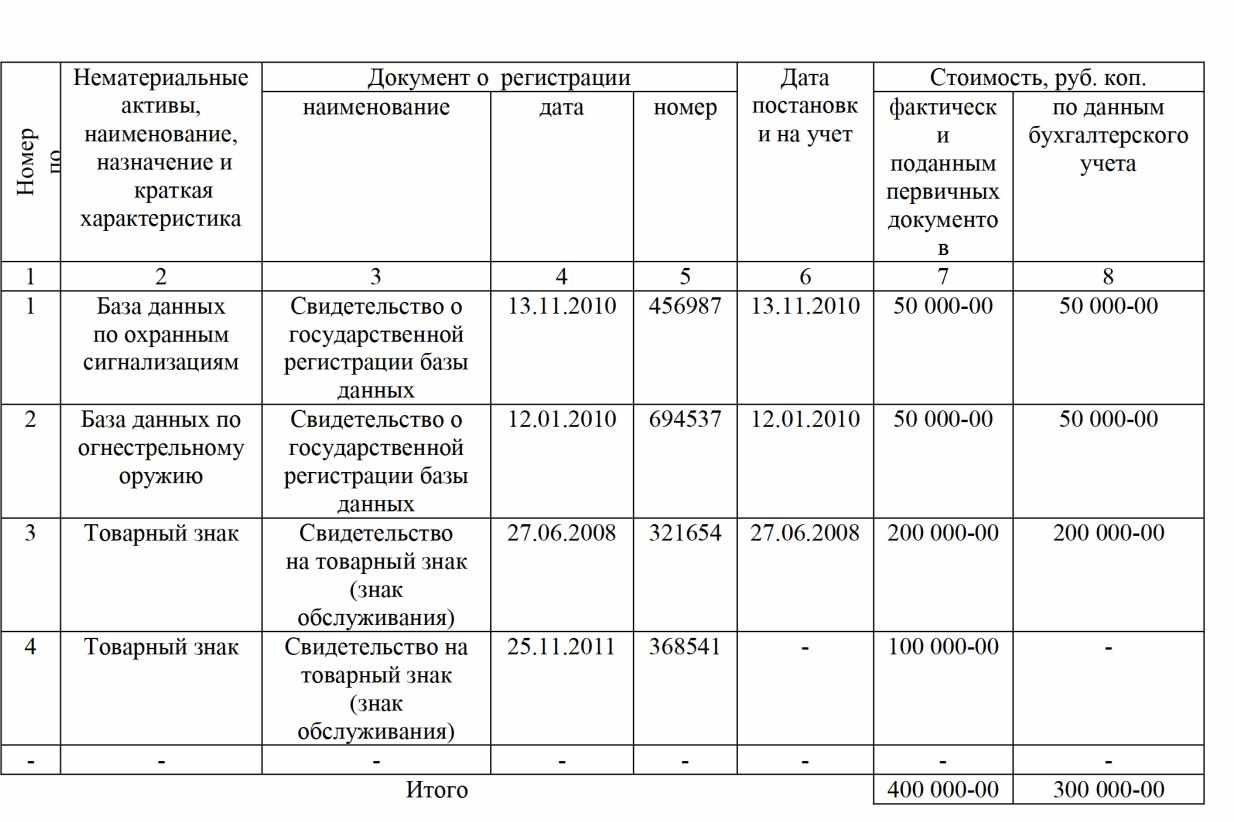 Номер
по
Нематериальные
активы,
наименование,
назначение и
краткая
характеристика
Документ о регистрации
наименование
дата
номер
Дата
постановк
и на учет
Стоимость, руб. коп.
фактическ
и
поданным
первичных
документо
в
по данным
бухгалтерского
учета
1 2 3 4 5 6 7 8
1
База данных
по охранным
сигнализациям
Свидетельство о
государственной
регистрации базы
данных
13.11.2010
456987
13.11.2010
50 000-00
50 000-00
2
База данных по
огнестрельному
оружию
Свидетельство о
государственной
регистрации базы
данных
12.01.2010
694537
12.01.2010
50 000-00
50 000-00
3
Товарный знак
Свидетельство
на товарный знак
(знак
обслуживания)
27.06.2008
321654
27.06.2008
200 000-00
200 000-00
4
Товарный знак
Свидетельство на
товарный знак
(знак
обслуживания)
25.11.2011
368541
-
100 000-00
-
- - - - - - - -
Итого 400 000-00 300 000-00